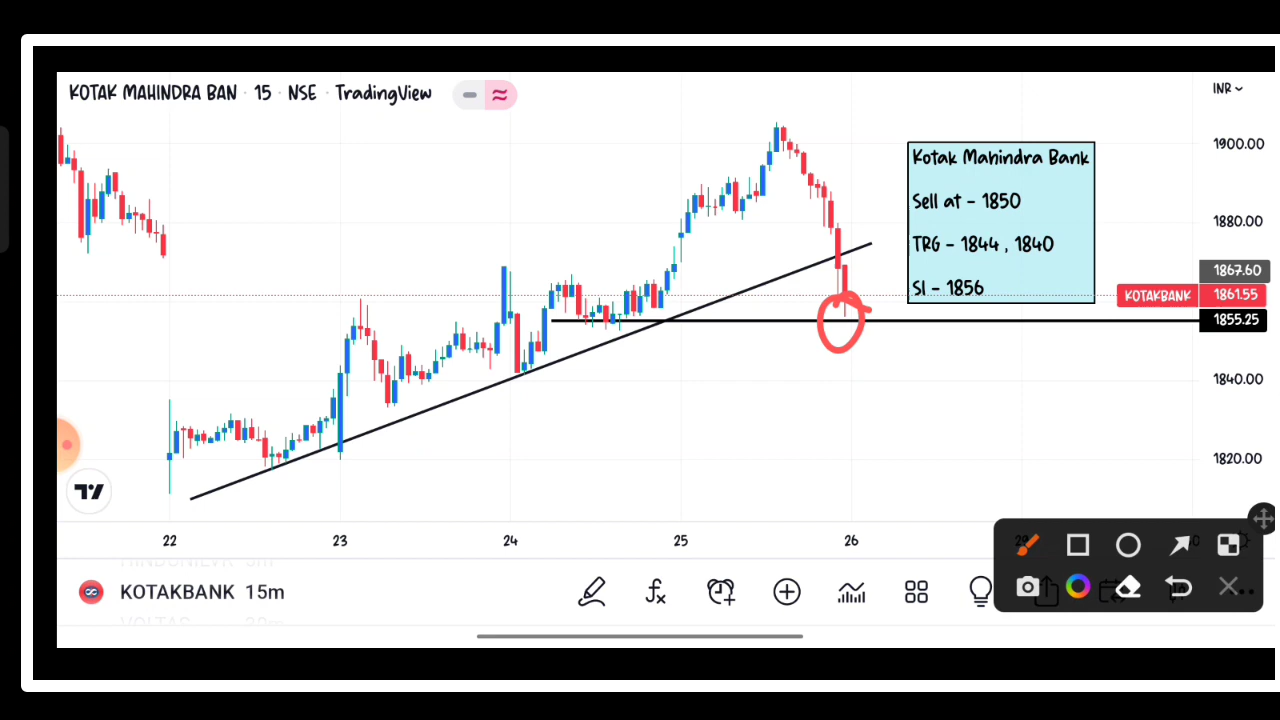 KOTAK MAHINDRA BAN · 15 · NSE · TradingView
INR
1900.00
1880.00
1867.60
KOTAKBANK 1861.55
1855.25
1840.00
1820.00
Kotak Mahindra Bank
Sell at - 1850
TRG - 1844 , 1840
Sl - 1856
22 23 24 25 26
KOTAKBANK 15m